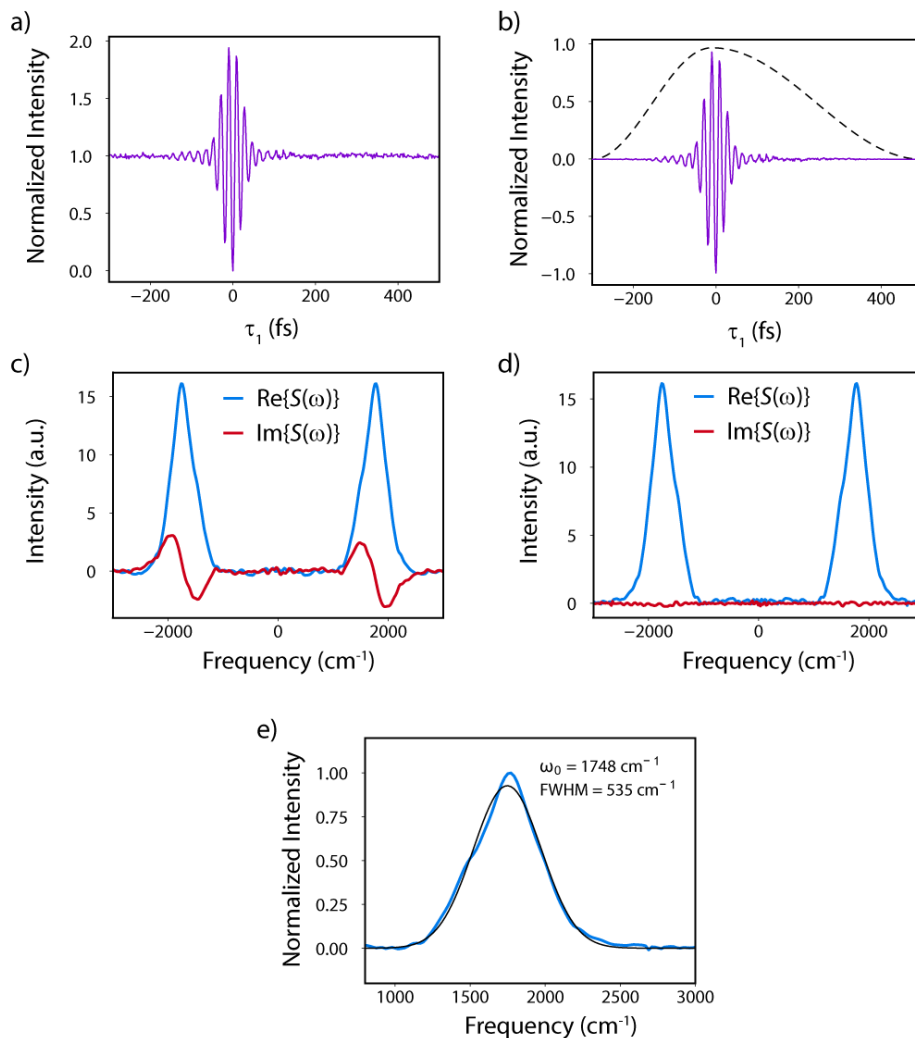 a)
Normalized Intensity
2.0
1.5
1.0
0.5
0.0
−200 0 200 400
τ1 (fs)
b)
Normalized Intensity
1.0
0.5
0.0
−0.5
−1.0
−200 0 200 400
τ1 (fs)
c)
Intensity (a.u.)
15
10
5
0
Re{S(ω)}
Im{S(ω)}
−2000 0 2000
Frequency (cm-1)
d)
Intensity (a.u.)
15
10
5
0
Re{S(ω)}
Im{S(ω)}
−2000 0 2000
Frequency (cm-1)
e)
Normalized Intensity
1.00
0.75
0.50
0.25
0.00
ω0 = 1748 cm−1
FWHM = 535 cm−1
1000 1500 2000 2500 3000
Frequency (cm-1)